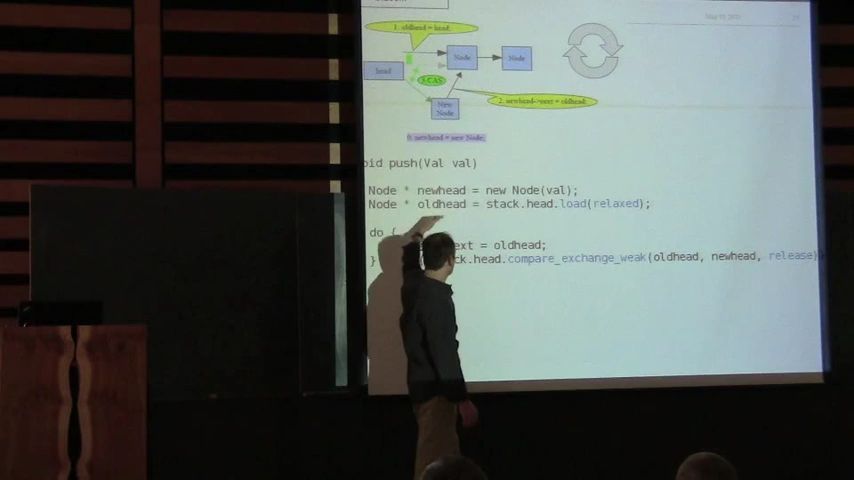 1. oldhead = head;
Node
Node
head
3.CAS
2. newhead->next = oldhead;
New
Node
0. newhead = new Node;
oid push(Val val)
Node * newhead = new Node(val);
Node * oldhead = stack.head.load(relaxed);
do {
ext = oldhead;
} ck.head.compare_exchange_weak(oldhead, newhead, release)